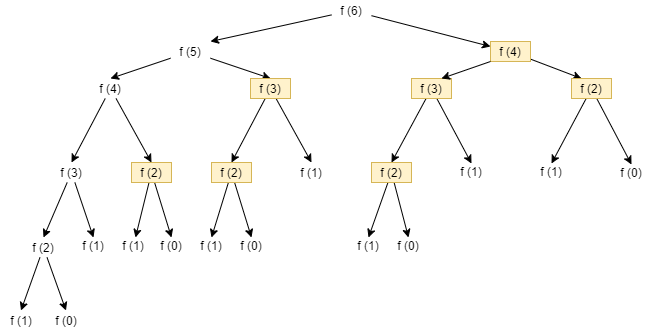 f (6)
f (5)
f (4)
f (4)
f (3)
f (3)
f (2)
f (3)
f (2)
f (2)
f (1)
f (2)
f (1)
f (1)
f (0)
f (2)
f (1)
f (1)
f (0)
f (1)
f (0)
f (1)
f (0)
f (1)
f (0)